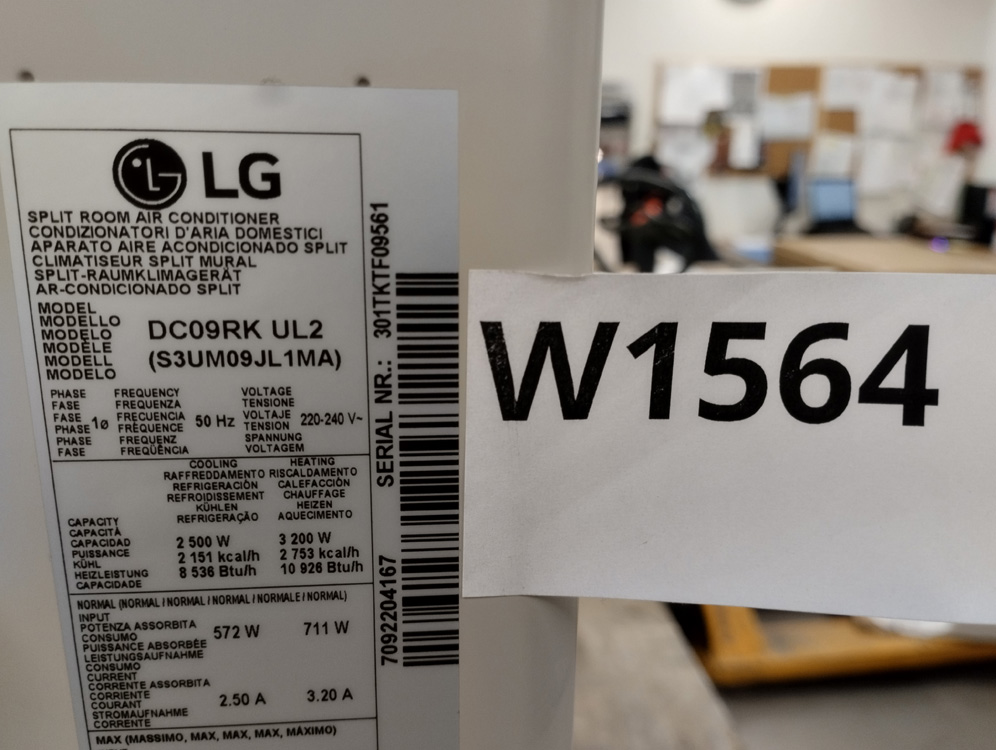 LG
SPLIT ROOM AIR CONDITIONER
CONDIZIONATORI D'ARIA DOMESTICI
APARATO AIRE ACONDICIONADO SPLIT
CLIMATISEUR SPLIT MURAL
SPLIT-RAUMKLIMAGERÄT
AR-CONDICIONADO SPLIT
MODEL
MODELLO
MODELO
MODÈLE
MODELL
MODELO
DC09RK UL2
(S3UM09JL1MA)
PHASE
FASE
FASE
PHASE
PHASE
FASE
1ø
FREQUENCY
FREQUENZA
FRECUENCIA
FRÈQUENCE
FREQUENZ
FREQÜÊNCIA
50 Hz
VOLTAGE
TENSIONE
VOLTAJE
TENSION
SPANNUNG
VOLTAGEM
220-240 V~
COOLING
RAFFREDDAMENTO
REFRIGERACIÓN
REFROIDISSEMENT
KÜHLEN
REFRIGERAÇÃO
HEATING
RISCALDAMENTO
CALEFACCIÓN
CHAUFFAGE
HEIZEN
AQUECIMENTO
CAPACITY
CAPACITÀ
CAPACIDAD
PUISSANCE
KÜHL
HEIZLEISTUNG
CAPACIDADE
2 500 W 3 200 W
2 151 kcal/h 2 753 kcal/h
8 536 Btu/h 10 926 Btu/h
NORMAL (NORMAL / NORMAL / NORMAL / NORMALE / NORMAL)
INPUT
POTENZA ASSORBITA
CONSUMO
PUISSANCE ABSORBÉE
LEISTUNGSAUFNAHME
CONSUMO
572 W 711 W
CURRENT
CORRENTE ASSORBITA
CORRIENTE
COURANT
STROMAUFNAHME
CORRENTE
2.50 A 3.20 A
MAX (MASSIMO, MAX, MAX, MAX, MÁXIMO)
SERIAL NR.: 301TKTF09561
7092204167
W1564